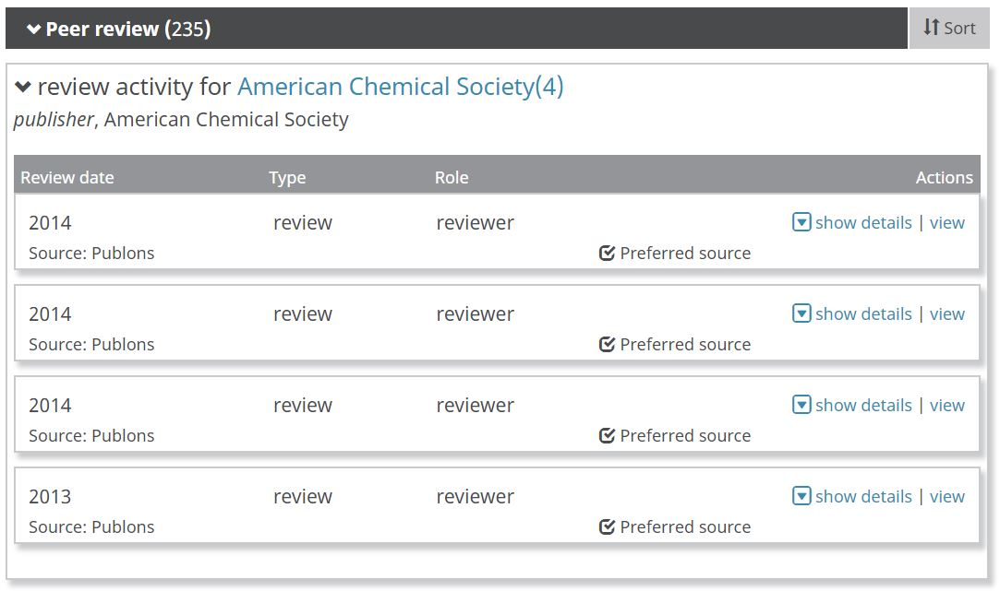 Peer review (235) Sort
review activity for American Chemical Society(4)
publisher, American Chemical Society
Review date Type Role Actions
2014 review reviewer show details | view
Source: Publons Preferred source
2014 review reviewer show details | view
Source: Publons Preferred source
2014 review reviewer show details | view
Source: Publons Preferred source
2013 review reviewer show details | view
Source: Publons Preferred source